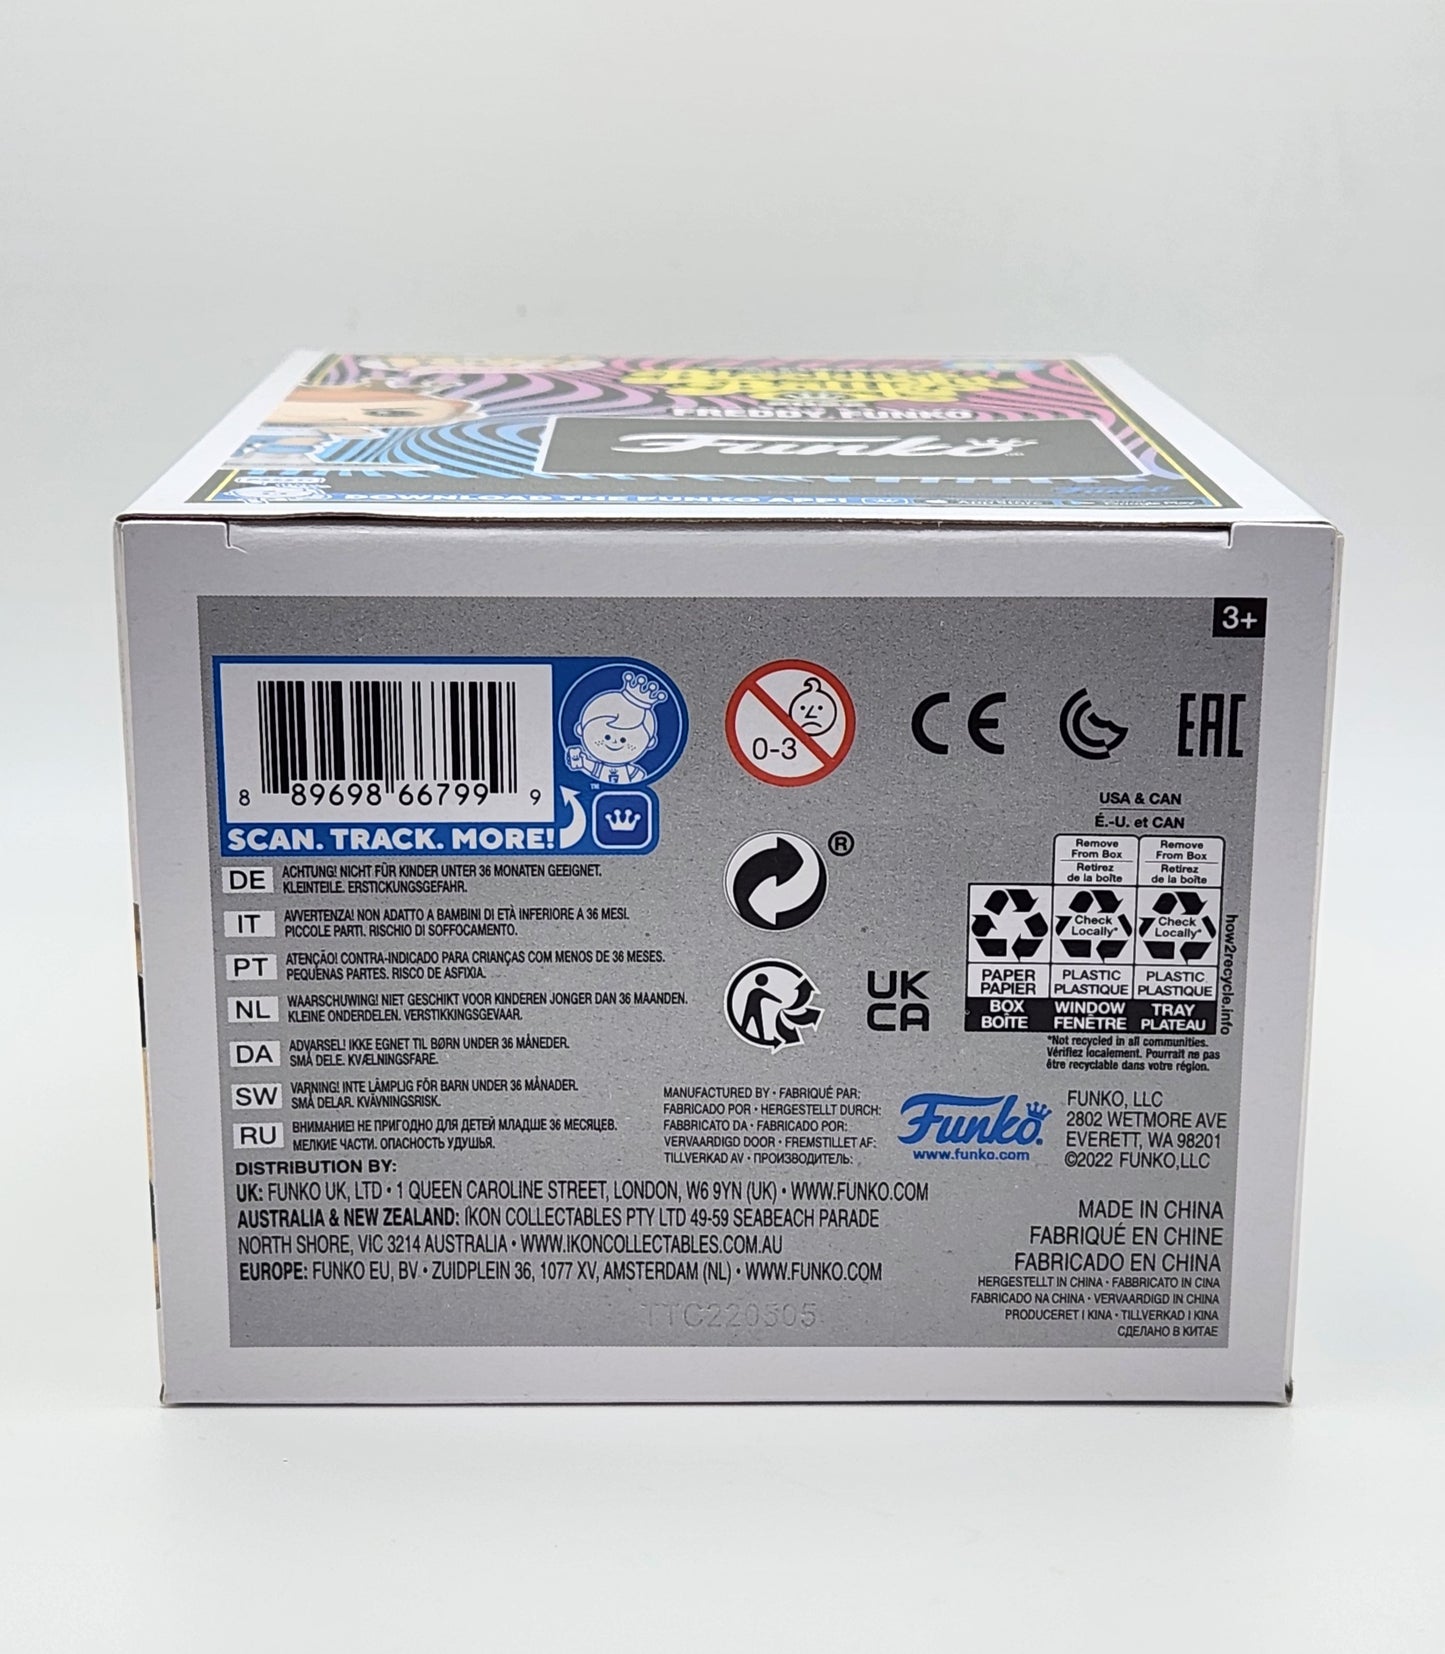 FREDDY FUNKO
Funko
DOWNLOAD THE FUNKO APP!
3+
8 89698 66799 9
SCAN. TRACK. MORE!
™
0-3
CE
EAC
®
UK
CA
USA & CAN
É.-U. et CAN
Remove From Box Retirez de la boîte
Remove From Box Retirez de la boîte
Check Locally*
Check Locally*
PAPER PAPIER
PLASTIC PLASTIQUE
PLASTIC PLASTIQUE
BOX BOÎTE
WINDOW FENÊTRE
TRAY PLATEAU
how2recycle.info
*Not recycled in all communities.
Vérifiez localement. Pourrait ne pas
être recyclable dans votre région.
DE ACHTUNG! NICHT FÜR KINDER UNTER 36 MONATEN GEEIGNET.
KLEINTEILE. ERSTICKUNGSGEFAHR.
IT AVVERTENZA! NON ADATTO A BAMBINI DI ETÀ INFERIORE A 36 MESI.
PICCOLE PARTI. RISCHIO DI SOFFOCAMENTO.
PT ATENÇÃO! CONTRA-INDICADO PARA CRIANÇAS COM MENOS DE 36 MESES.
PEQUENAS PARTES. RISCO DE ASFIXIA.
NL WAARSCHUWING! NIET GESCHIKT VOOR KINDEREN JONGER DAN 36 MAANDEN.
KLEINE ONDERDELEN. VERSTIKKINGSGEVAAR.
DA ADVARSEL! IKKE EGNET TIL BØRN UNDER 36 MÅNEDER.
SMÅ DELE. KVÆLNINGSFARE.
SW VARNING! INTE LÄMPLIG FÖR BARN UNDER 36 MÅNADER.
SMÅ DELAR. KVÄVNINGSRISK.
RU ВНИМАНИЕ! НЕ ПРИГОДНО ДЛЯ ДЕТЕЙ МЛАДШЕ 36 МЕСЯЦЕВ.
МЕЛКИЕ ЧАСТИ. ОПАСНОСТЬ УДУШЬЯ.
MANUFACTURED BY • FABRIQUÉ PAR:
FABRICADO POR • HERGESTELLT DURCH:
FABBRICATO DA • FABRICADO POR:
VERVAARDIGD DOOR • FREMSTILLET AF:
TILLVERKAD AV • ПРОИЗВОДИТЕЛЬ:
Funko.
www.funko.com
FUNKO, LLC
2802 WETMORE AVE
EVERETT, WA 98201
©2022 FUNKO,LLC
DISTRIBUTION BY:
UK: FUNKO UK, LTD • 1 QUEEN CAROLINE STREET, LONDON, W6 9YN (UK) • WWW.FUNKO.COM
AUSTRALIA & NEW ZEALAND: IKON COLLECTABLES PTY LTD 49-59 SEABEACH PARADE
NORTH SHORE, VIC 3214 AUSTRALIA • WWW.IKONCOLLECTABLES.COM.AU
EUROPE: FUNKO EU, BV • ZUIDPLEIN 36, 1077 XV, AMSTERDAM (NL) • WWW.FUNKO.COM
MADE IN CHINA
FABRIQUÉ EN CHINE
FABRICADO EN CHINA
HERGESTELLT IN CHINA • FABBRICATO IN CINA
FABRICADO NA CHINA • VERVAARDIGD IN CHINA
PRODUCERET I KINA • TILLVERKAD I KINA
СДЕЛАНО В КИТАЕ
TTC220505